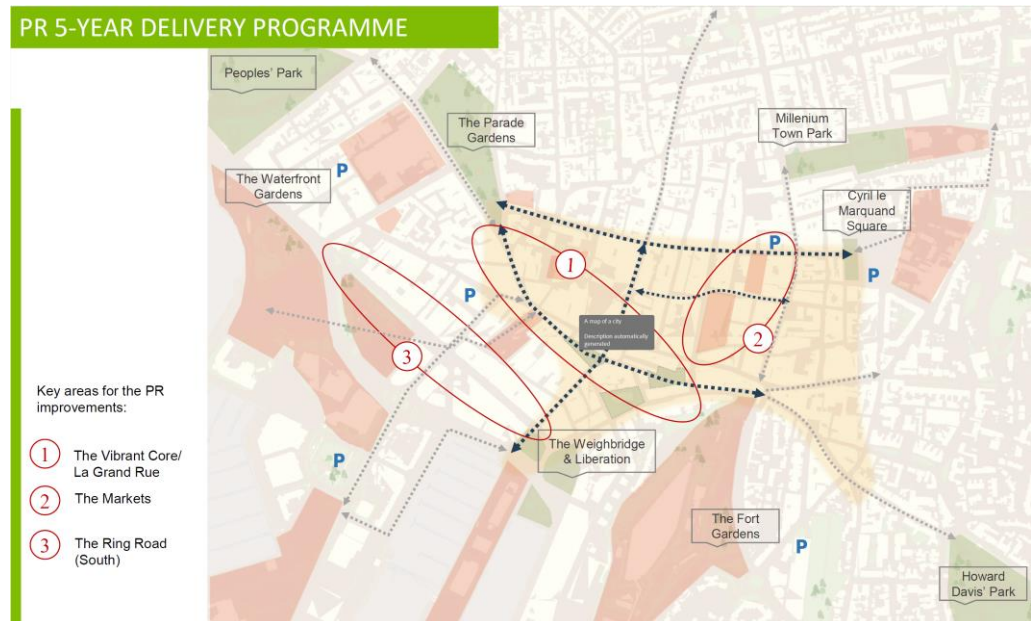 PR 5-YEAR DELIVERY PROGRAMME
Peoples' Park
The Parade
Gardens
Millenium
Town Park
The Waterfront
Gardens
P
Cyril le
Marquand
Square
P
P
P
1
A map of a city
Description automatically
generated
2
3
Key areas for the PR
improvements:
1
The Vibrant Core/
La Grand Rue
2
The Markets
3
The Ring Road
(South)
The Weighbridge
& Liberation
P
The Fort
Gardens
P
Howard
Davis' Park